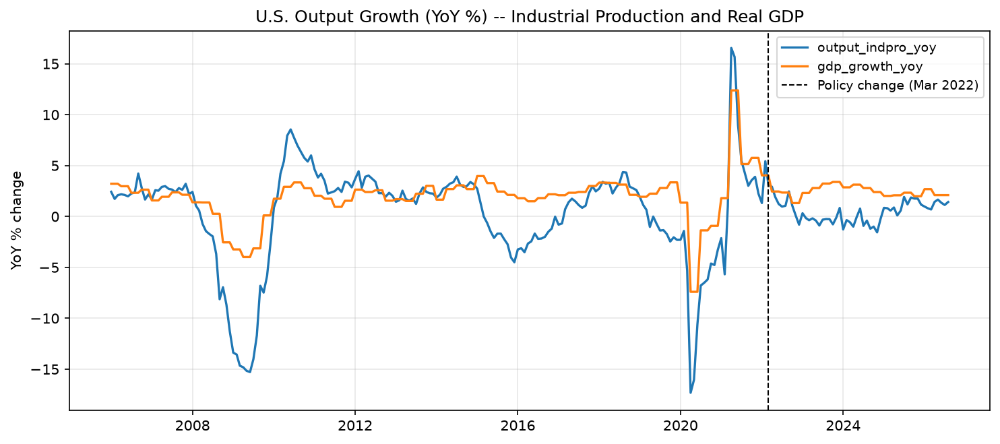 U.S. Output Growth (YoY %) -- Industrial Production and Real GDP
output_indpro_yoy
gdp_growth_yoy
Policy change (Mar 2022)
YoY % change
15
10
5
0
−5
−10
−15
2008 2012 2016 2020 2024